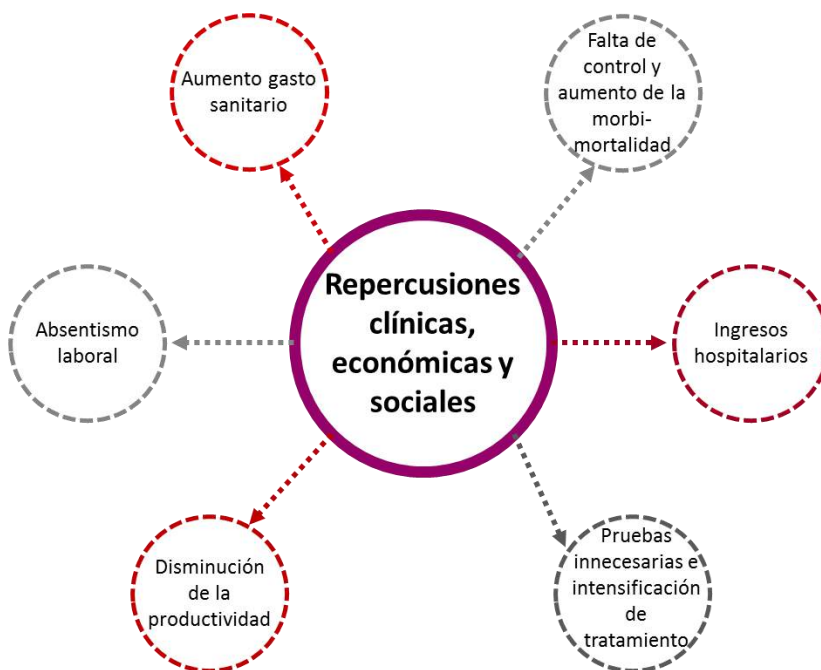 Aumento gasto
sanitario
Falta de
control y
aumento de la
morbi-
mortalidad
Repercusiones
clínicas,
económicas y
sociales
Absentismo
laboral
Ingresos
hospitalarios
Disminución
de la
productividad
Pruebas
innecesarias e
intensificación
de
tratamiento